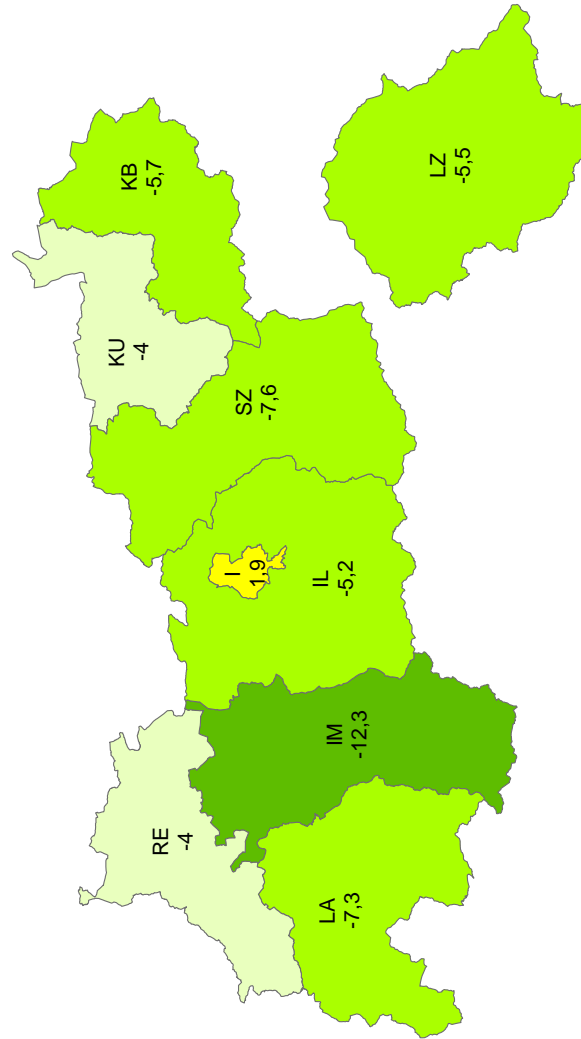 RE
-4
LA
-7,3
IM
-12,3
I
1,9
IL
-5,2
SZ
-7,6
KU
-4
KB
-5,7
LZ
-5,5